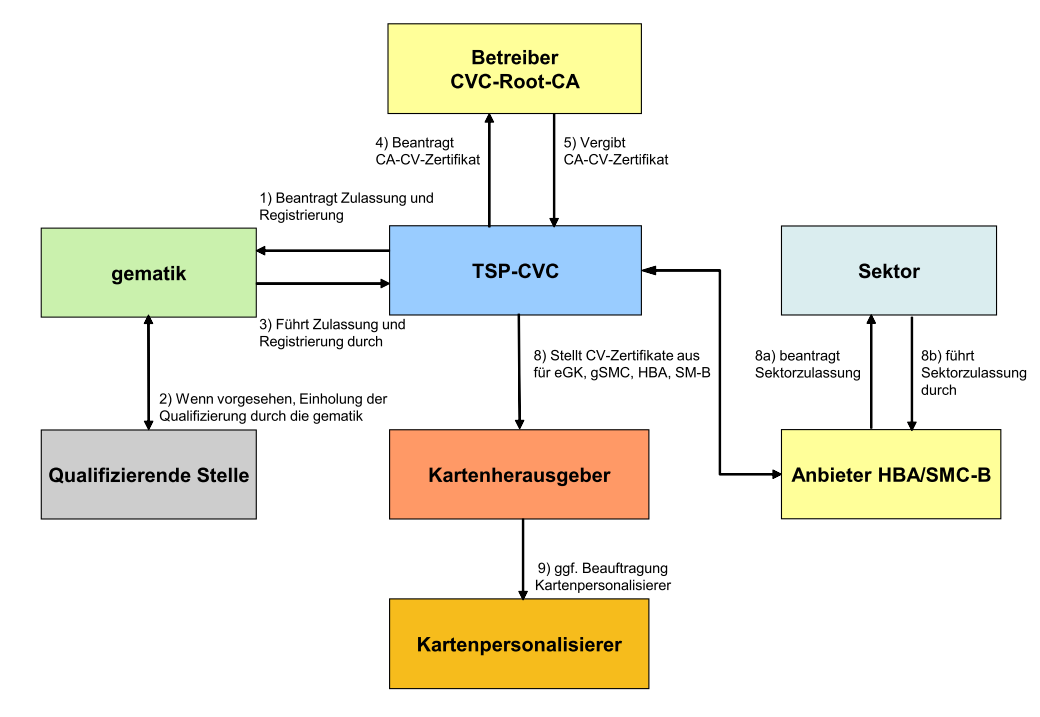 Betreiber
CVC-Root-CA
4) Beantragt
CA-CV-Zertifikat
5) Vergibt
CA-CV-Zertifikat
1) Beantragt Zulassung und
Registrierung
gematik
TSP-CVC
Sektor
3) Führt Zulassung und
Registrierung durch
8) Stellt CV-Zertifikate aus
für eGK, gSMC, HBA, SM-B
8a) beantragt
Sektorzulassung
8b) führt
Sektorzulassung
durch
2) Wenn vorgesehen, Einholung der
Qualifizierung durch die gematik
Qualifizierende Stelle
Kartenherausgeber
Anbieter HBA/SMC-B
9) ggf. Beauftragung
Kartenpersonalisierer
Kartenpersonalisierer